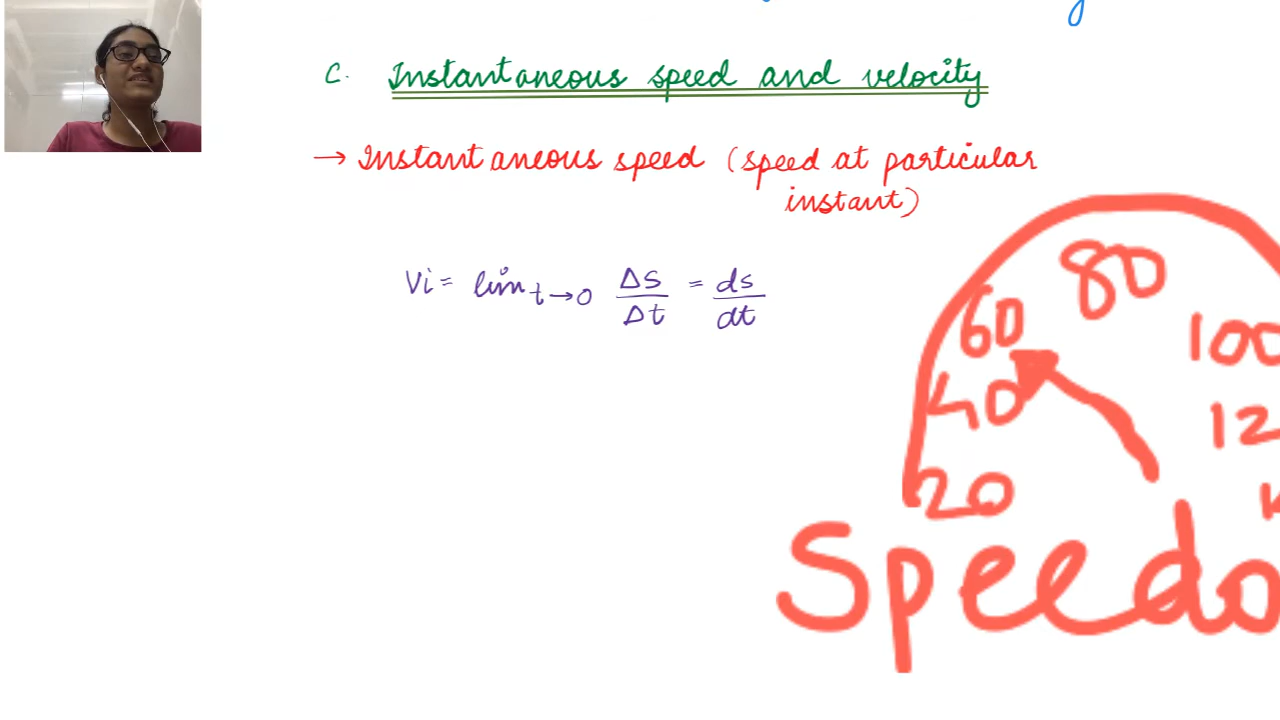 C. Instantaneous speed and velocity
→ Instantaneous speed (speed at particular
instant)
Vi = lim t→0 Δs/Δt = ds/dt
80
60
100
40
12
20
Speedo